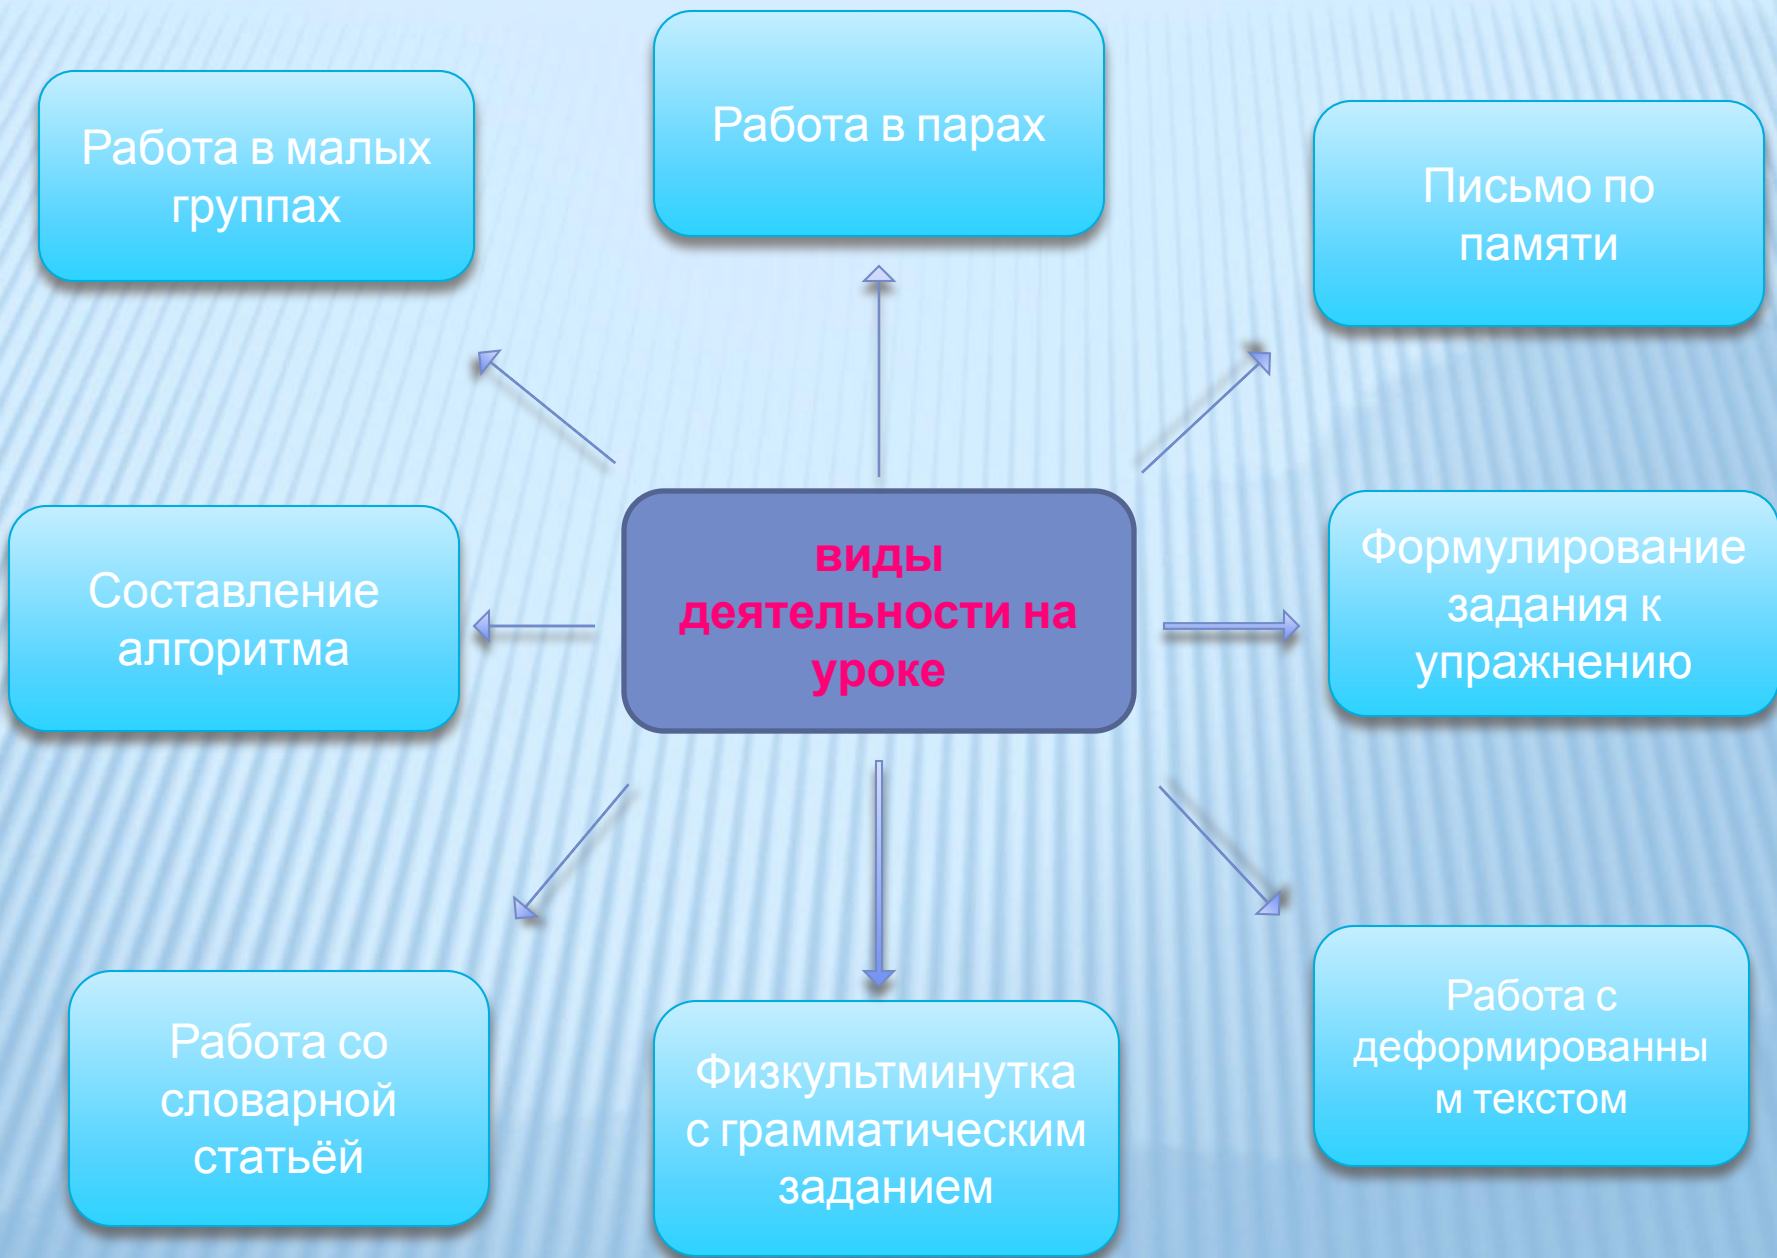 Работа в малых
группах
Работа в парах
Письмо по
памяти
Составление
алгоритма
виды
деятельности на
уроке
Формулирование
задания к
упражнению
Работа со
словарной
статьёй
Физкультминутка
с грамматическим
заданием
Работа с
деформированны
м текстом